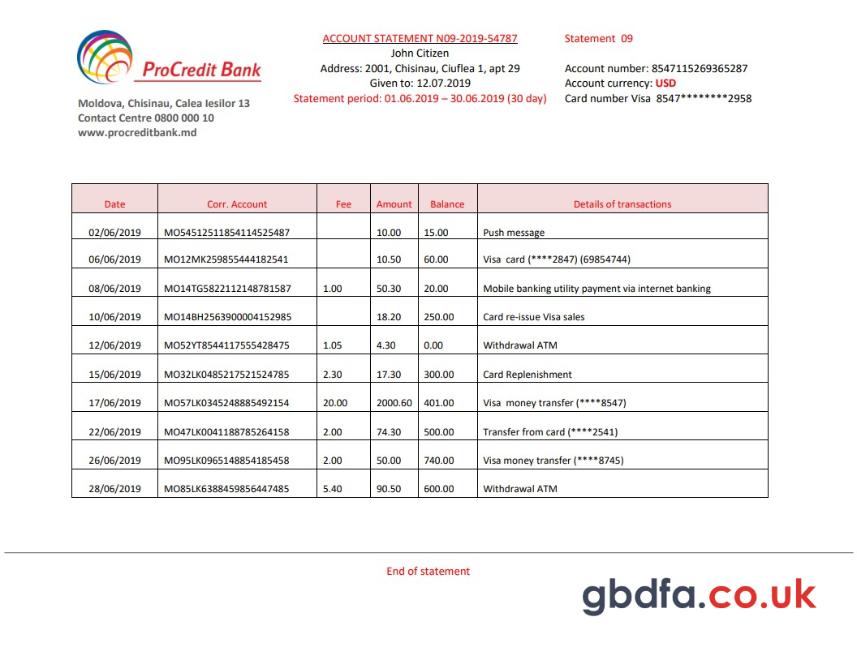 ProCredit Bank
Moldova, Chisinau, Calea Iesilor 13
Contact Centre 0800 000 10
www.procreditbank.md
ACCOUNT STATEMENT N09-2019-54787
John Citizen
Address: 2001, Chisinau, Ciuflea 1, apt 29
Given to: 12.07.2019
Statement period: 01.06.2019 – 30.06.2019 (30 day)
Statement 09
Account number: 8547115269365287
Account currency: USD
Card number Visa 8547********2958
Date Corr. Account Fee Amount Balance Details of transactions
02/06/2019 MO54512511854114525487 10.00 15.00 Push message
06/06/2019 MO12MK259855444182541 10.50 60.00 Visa card (****2847) (69854744)
08/06/2019 MO14TG5822112148781587 1.00 50.30 20.00 Mobile banking utility payment via internet banking
10/06/2019 MO14BH2563900004152985 18.20 250.00 Card re-issue Visa sales
12/06/2019 MO52YT8544117555428475 1.05 4.30 0.00 Withdrawal ATM
15/06/2019 MO32LK0485217521524785 2.30 17.30 300.00 Card Replenishment
17/06/2019 MO57LK0345248885492154 20.00 2000.60 401.00 Visa money transfer (****8547)
22/06/2019 MO47LK0041188785264158 2.00 74.30 500.00 Transfer from card (****2541)
26/06/2019 MO95LK0965148854185458 2.00 50.00 740.00 Visa money transfer (****8745)
28/06/2019 MO85LK6388459856447485 5.40 90.50 600.00 Withdrawal ATM
End of statement
gbdfa.co.uk